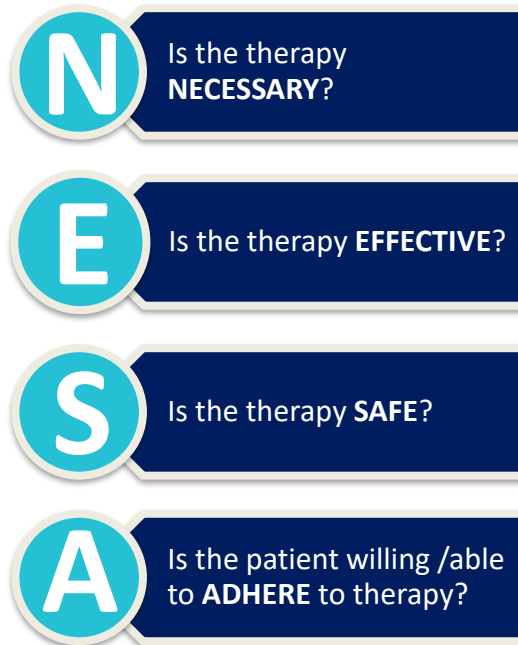 N
Is the therapy
NECESSARY?
E
Is the therapy EFFECTIVE?
S
Is the therapy SAFE?
A
Is the patient willing /able
to ADHERE to therapy?